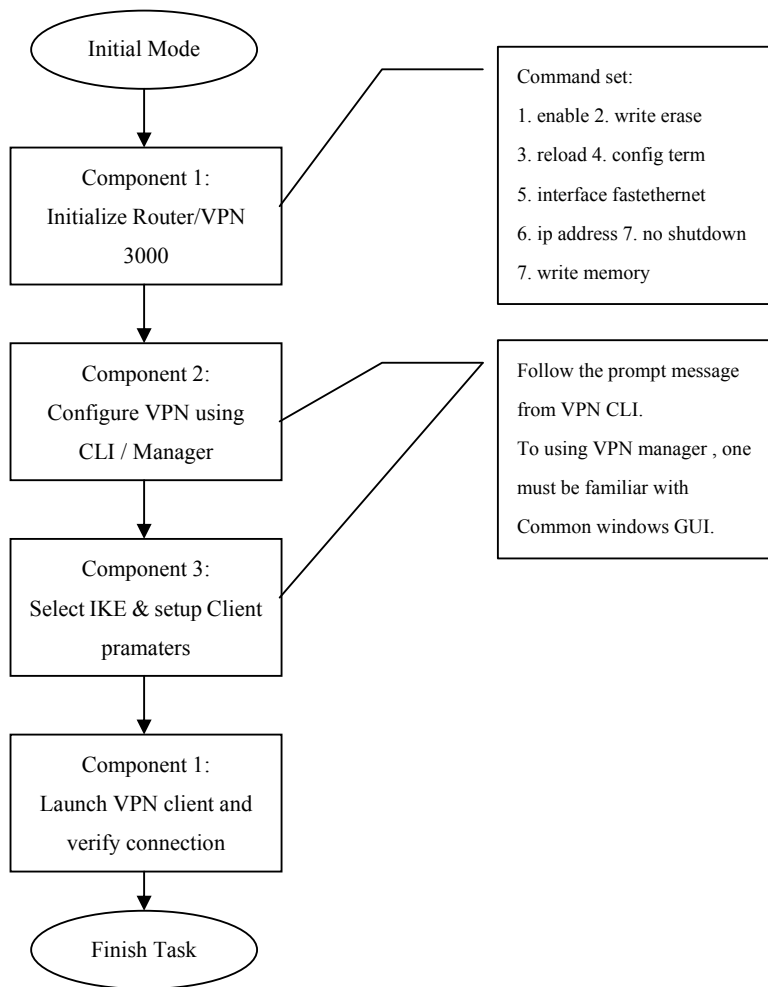 Initial Mode
Component 1:
Initialize Router/VPN
3000
Command set:
1. enable 2. write erase
3. reload 4. config term
5. interface fastethernet
6. ip address 7. no shutdown
7. write memory
Component 2:
Configure VPN using
CLI / Manager
Follow the prompt message
from VPN CLI.
To using VPN manager , one
must be familiar with
Common windows GUI.
Component 3:
Select IKE & setup Client
pramaters
Component 1:
Launch VPN client and
verify connection
Finish Task